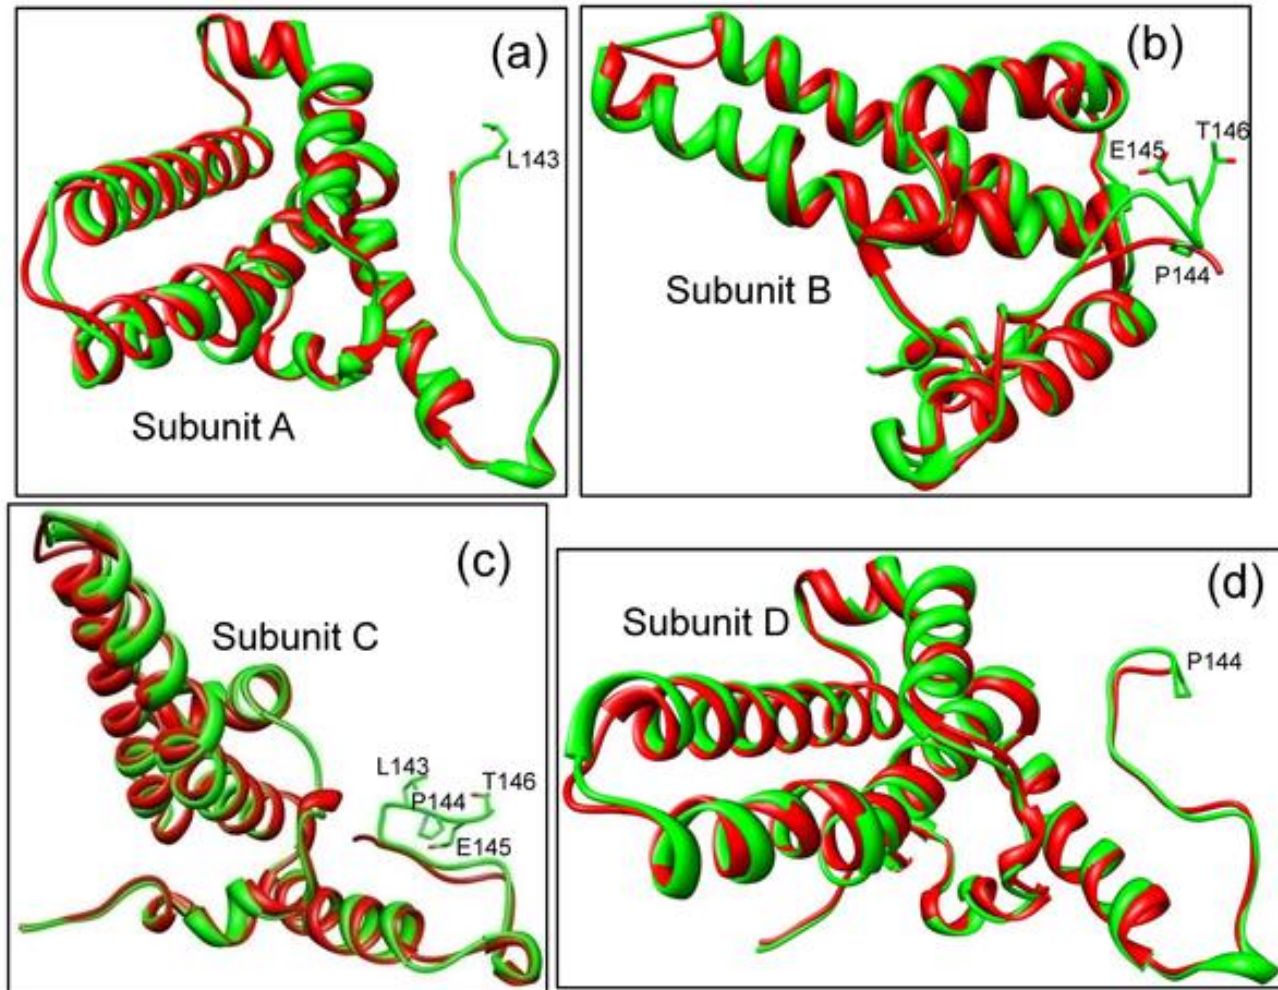 (a)
L143
Subunit A
(b)
T146
E145
P144
Subunit B
(c)
Subunit C
L143
T146
P144
E145
(d)
Subunit D
P144